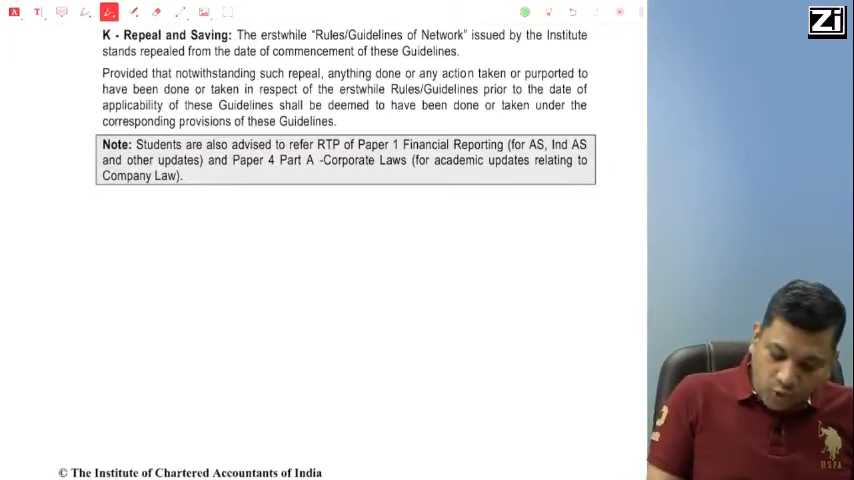 Zi
K - Repeal and Saving: The erstwhile “Rules/Guidelines of Network” issued by the Institute
stands repealed from the date of commencement of these Guidelines.
Provided that notwithstanding such repeal, anything done or any action taken or purported to
have been done or taken in respect of the erstwhile Rules/Guidelines prior to the date of
applicability of these Guidelines shall be deemed to have been done or taken under the
corresponding provisions of these Guidelines.
Note: Students are also advised to refer RTP of Paper 1 Financial Reporting (for AS, Ind AS
and other updates) and Paper 4 Part A -Corporate Laws (for academic updates relating to
Company Law).
© The Institute of Chartered Accountants of India
USPA
2